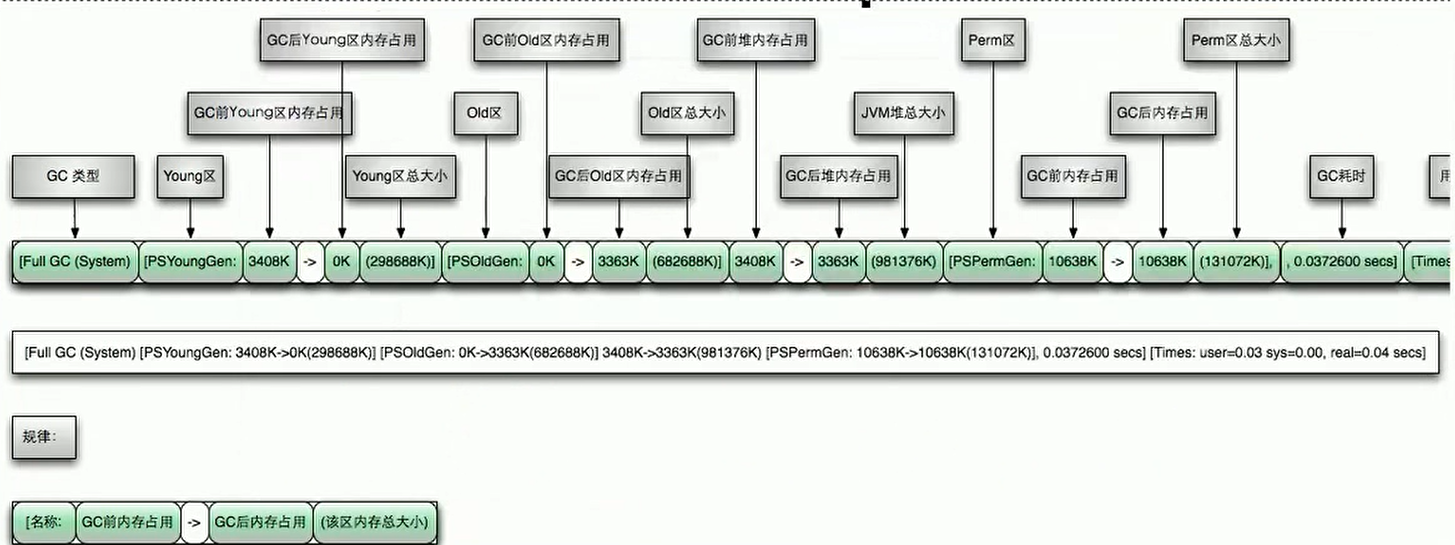 GC后Young区内存占用 GC前Old区内存占用 GC前堆内存占用 Perm区 Perm区总大小
GC前Young区内存占用 Old区 Old区总大小 JVM堆总大小 GC后内存占用
GC 类型 Young区 Young区总大小 GC后Old区内存占用 GC后堆内存占用 GC前内存占用 GC耗时
[Full GC (System) [PSYoungGen: 3408K -> 0K (298688K)] [PSOldGen: 0K -> 3363K (682688K)] 3408K -> 3363K (981376K) [PSPermGen: 10638K -> 10638K (131072K)], , 0.0372600 secs] [Times
[Full GC (System) [PSYoungGen: 3408K->0K(298688K)] [PSOldGen: 0K->3363K(682688K)] 3408K->3363K(981376K) [PSPermGen: 10638K->10638K(131072K)], 0.0372600 secs] [Times: user=0.03 sys=0.00, real=0.04 secs]
规律：
[名称: GC前内存占用 -> GC后内存占用 (该区内存总大小)